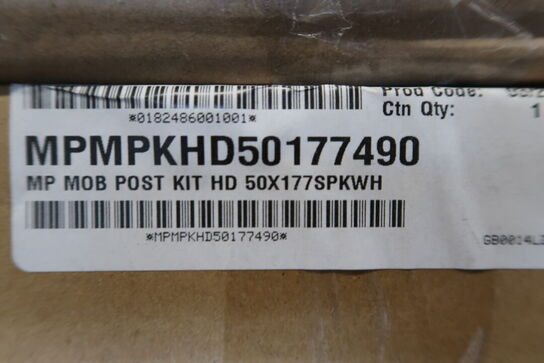 Prod Code:
*0182486001001*
Ctn Qty: 1
MPMPKHD50177490
MP MOB POST KIT HD 50X177SPKWH
*MPMPKHD50177490*